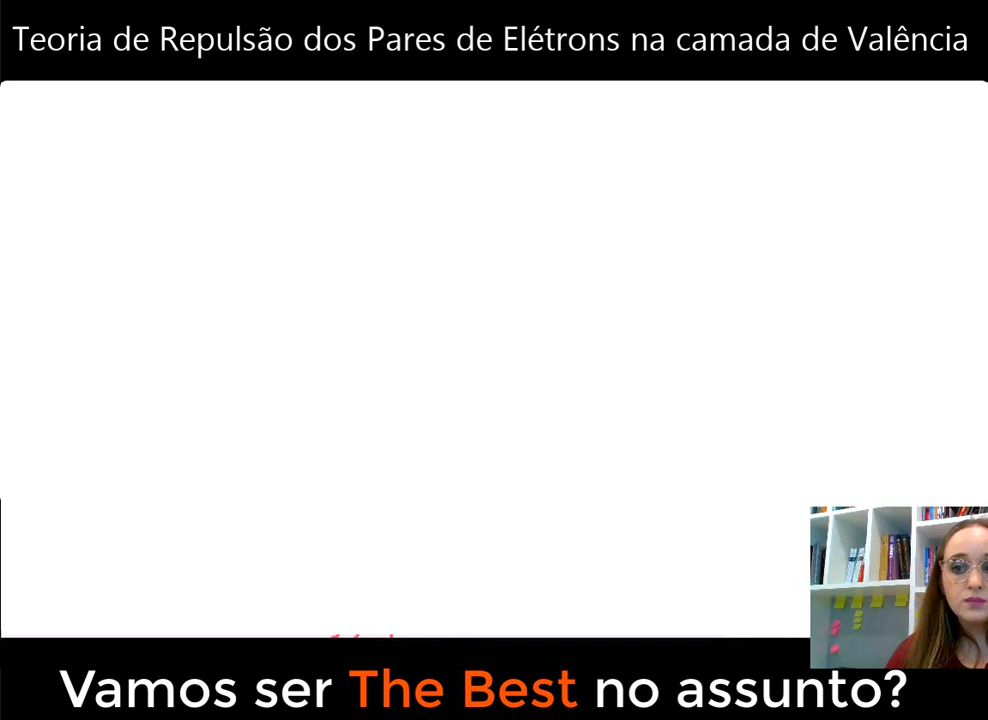 Teoria de Repulsão dos Pares de Elétrons na camada de Valência
Vamos ser The Best no assunto?